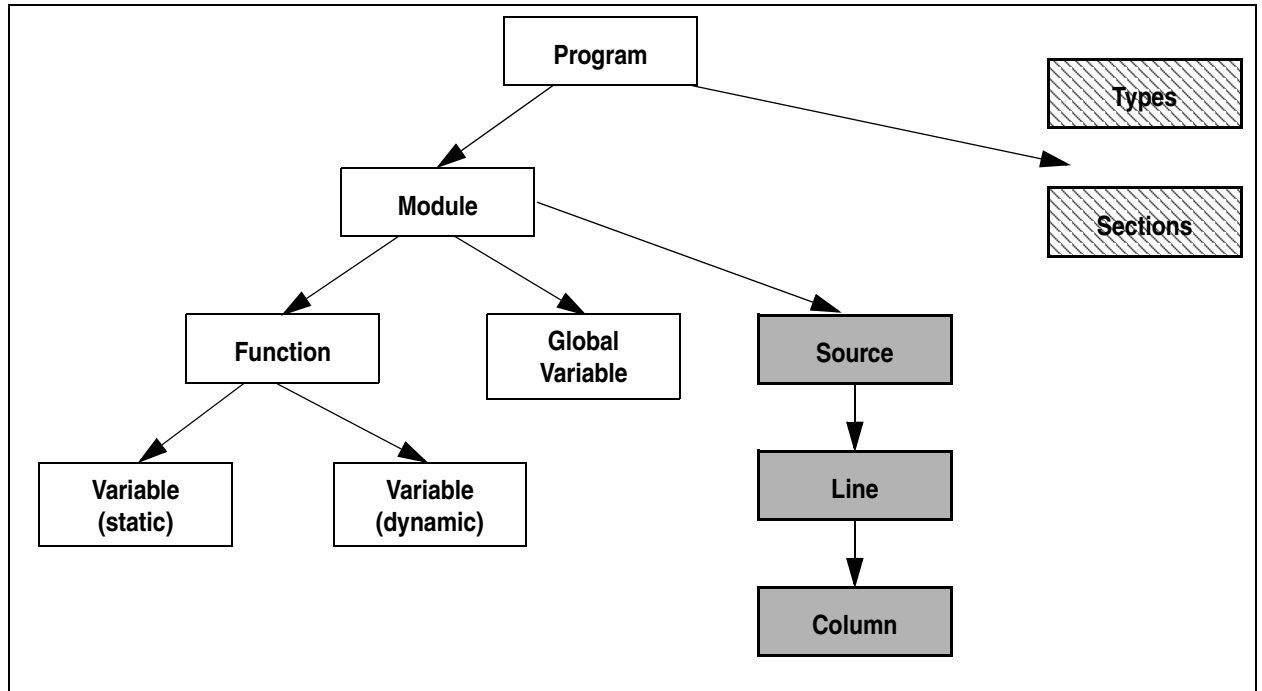 Program
Types
Module
Sections
Function
Global
Variable
Source
Variable
(static)
Variable
(dynamic)
Line
Column